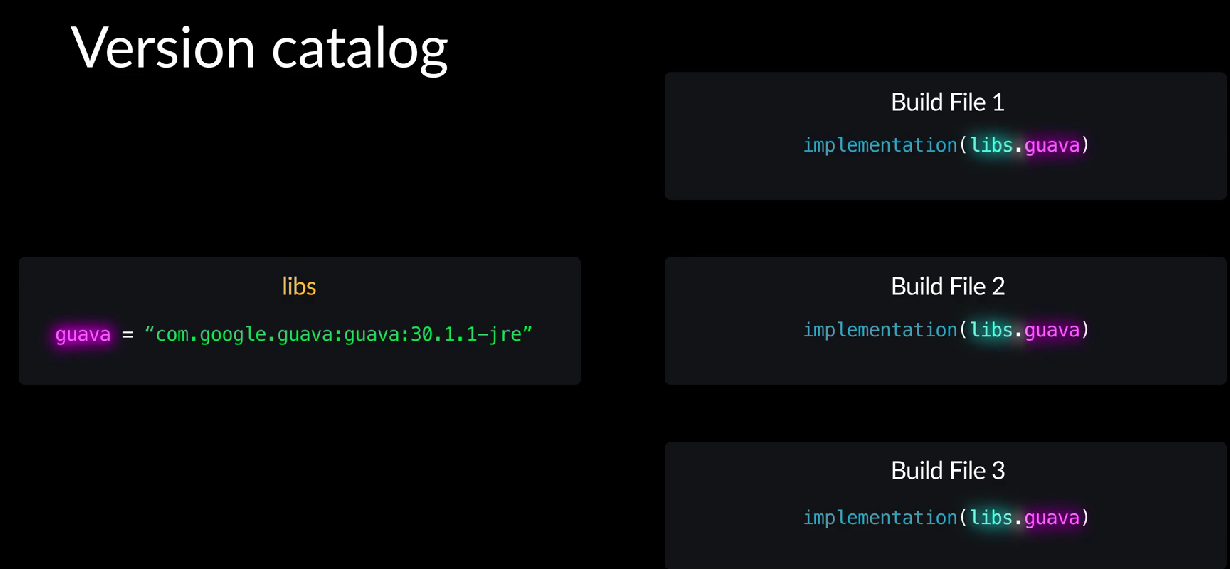 Version catalog
libs
guava = “com.google.guava:guava:30.1.1-jre”
Build File 1
implementation(libs.guava)
Build File 2
implementation(libs.guava)
Build File 3
implementation(libs.guava)